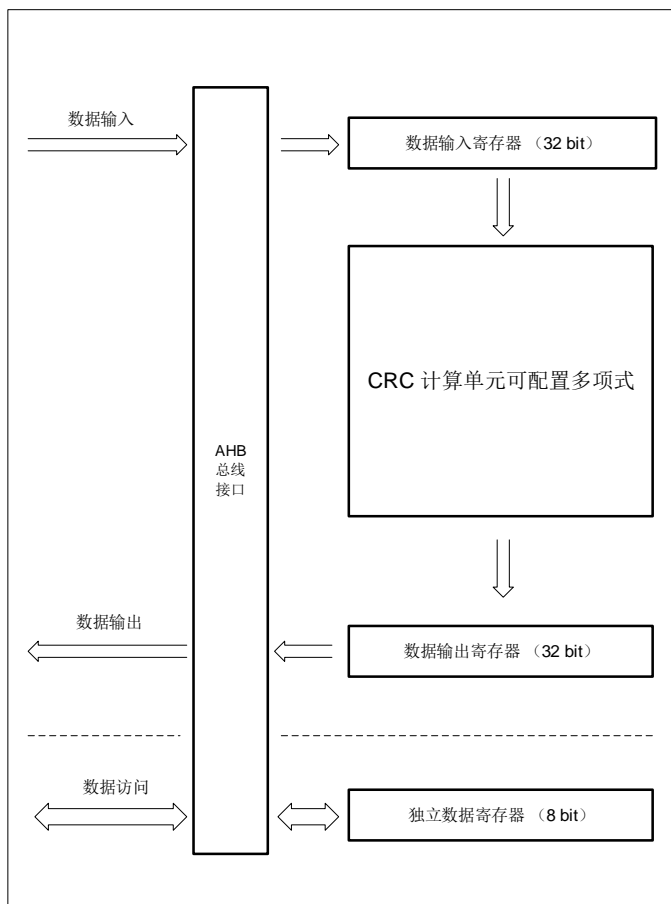 数据输入
数据输入寄存器 （32 bit）
CRC 计算单元可配置多项式
AHB
总线
接口
数据输出
数据输出寄存器 （32 bit）
数据访问
独立数据寄存器 （8 bit）